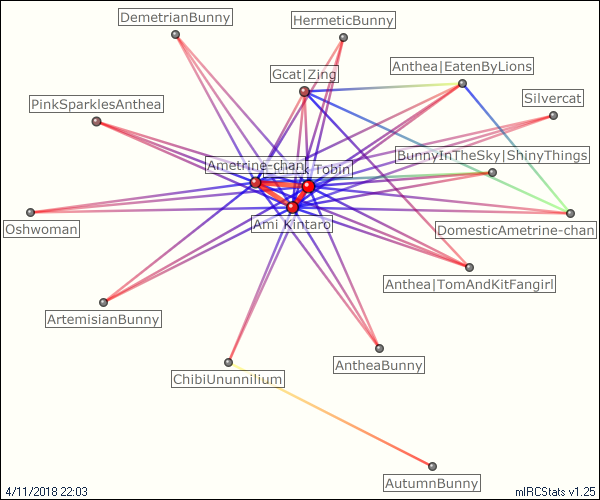 DemetrianBunny
HermeticBunny
Gcat|Zing
Anthea|EatenByLions
Silvercat
PinkSparklesAnthea
BunnyInTheSky|ShinyThings
Ametrine-chan
Tobin
Oshwoman
Ami Kintaro
DomesticAmetrine-chan
Anthea|TomAndKitFangirl
ArtemisianBunny
AntheaBunny
ChibiUnunnilium
AutumnBunny
4/11/2018 22:03
mIRCStats v1.25